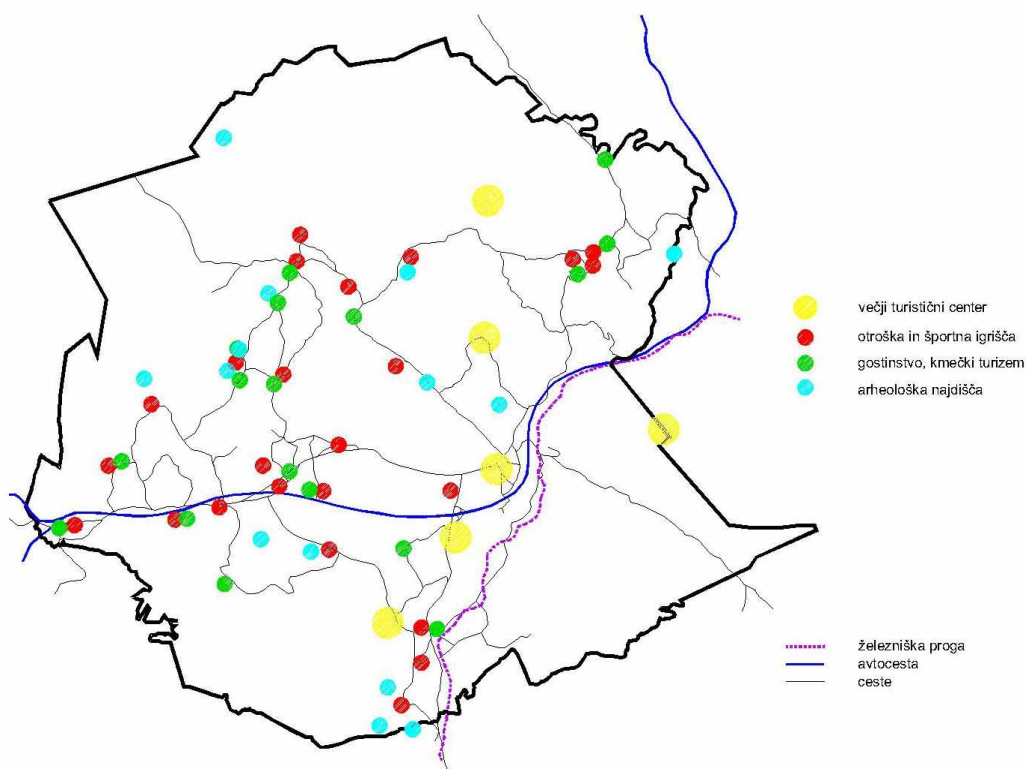 večji turistični center
otroška in športna igrišča
gostinstvo, kmečki turizem
arheološka najdišča
železniška proga
avtocesta
ceste